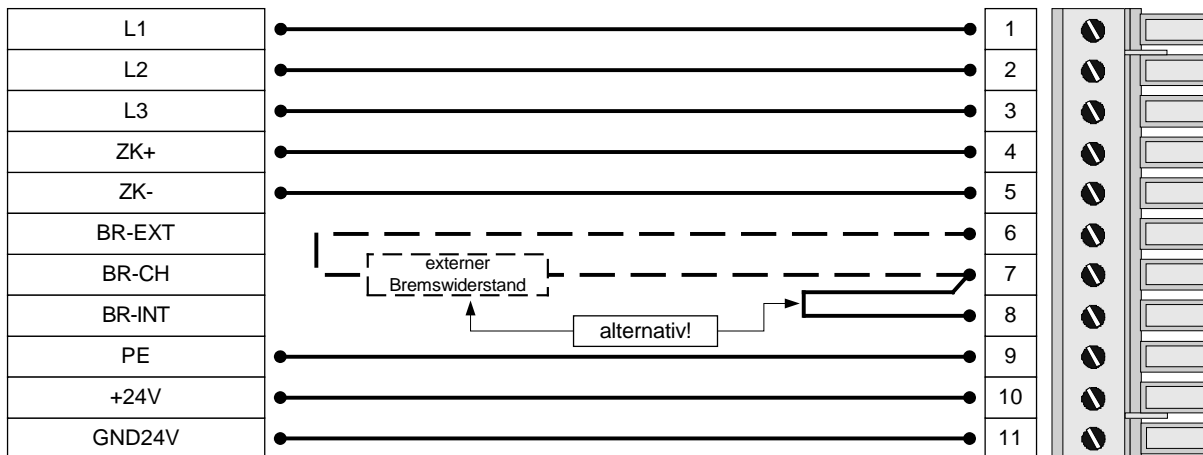 L1 1
L2 2
L3 3
ZK+ 4
ZK- 5
BR-EXT 6
externer
BR-CH 7
Bremswiderstand
BR-INT 8
alternativ!
PE 9
+24V 10
GND24V 11